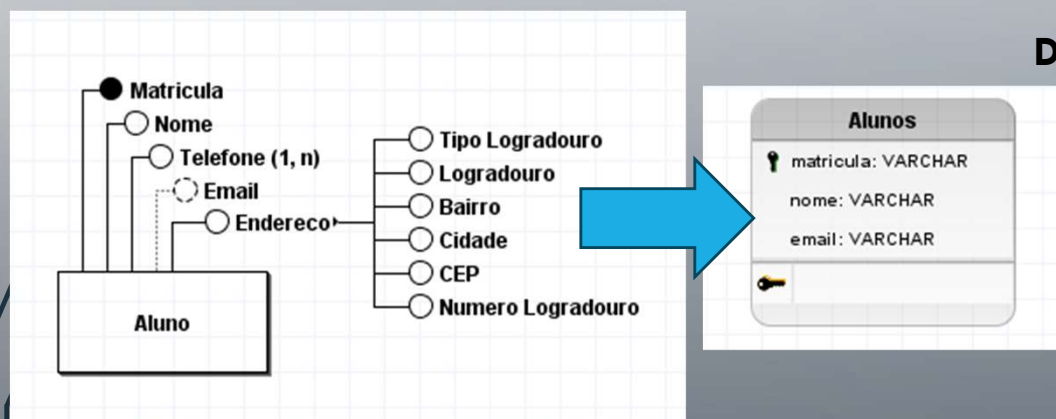 Matricula
Nome
Telefone (1, n)
Email
Endereco
Tipo Logradouro
Logradouro
Bairro
Cidade
CEP
Numero Logradouro
Aluno
D
Alunos
matricula: VARCHAR
nome: VARCHAR
email: VARCHAR